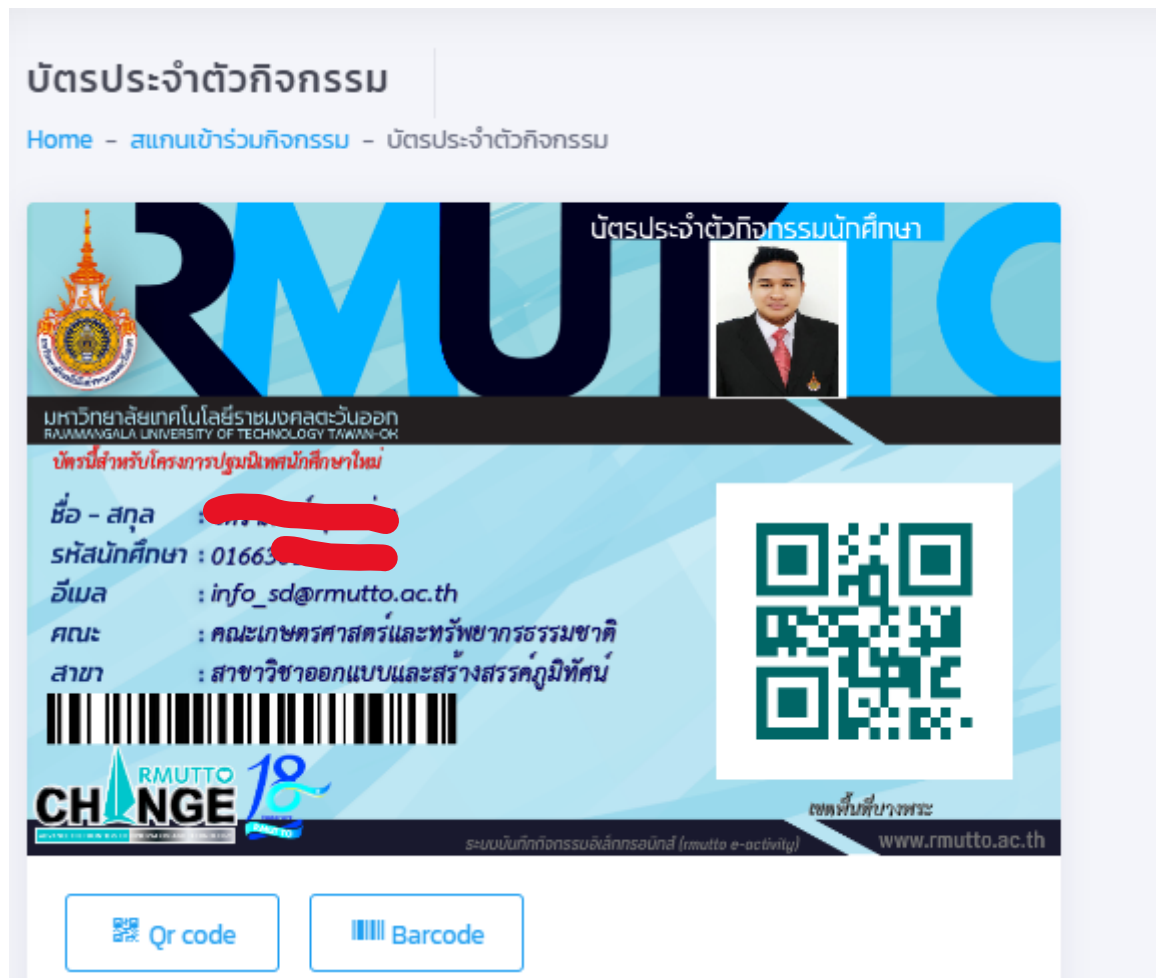 บัตรประจำตัวกิจกรรม
Home - สแกนเข้าร่วมกิจกรรม - บัตรประจำตัวกิจกรรม
RMUTTO
บัตรประจำตัวกิจกรรมนักศึกษา
มหาวิทยาลัยเทคโนโลยีราชมงคลตะวันออก
RAJAMANGALA UNIVERSITY OF TECHNOLOGY TAWAN-OK
บัตรนี้สำหรับโครงการปฐมนิเทศนักศึกษาใหม่
ชื่อ - สกุล :
รหัสนักศึกษา : 01663
อีเมล : info_sd@rmutto.ac.th
คณะ : คณะเกษตรศาสตร์และทรัพยากรธรรมชาติ
สาขา : สาขาวิชาออกแบบและสร้างสรรค์ภูมิทัศน์
RMUTTO
CHANGE
18
RMUTTO
เขตพื้นที่บางพระ
ระบบบันทึกกิจกรรมอิเล็กทรอนิกส์ (rmutto e-activity)
www.rmutto.ac.th
Qr code
Barcode